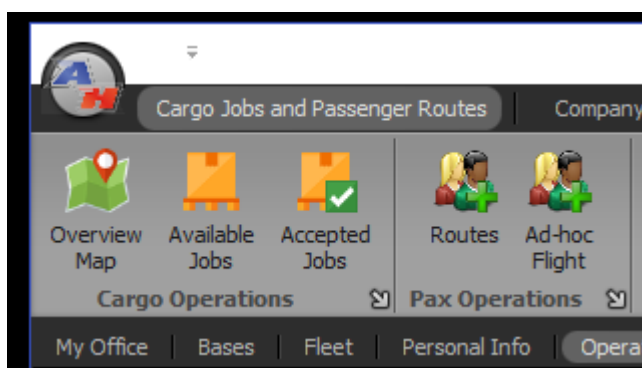 AH
Cargo Jobs and Passenger Routes Company
Overview Map
Available Jobs
Accepted Jobs
Routes
Ad-hoc Flight
Cargo Operations
Pax Operations
My Office Bases Fleet Personal Info Opera